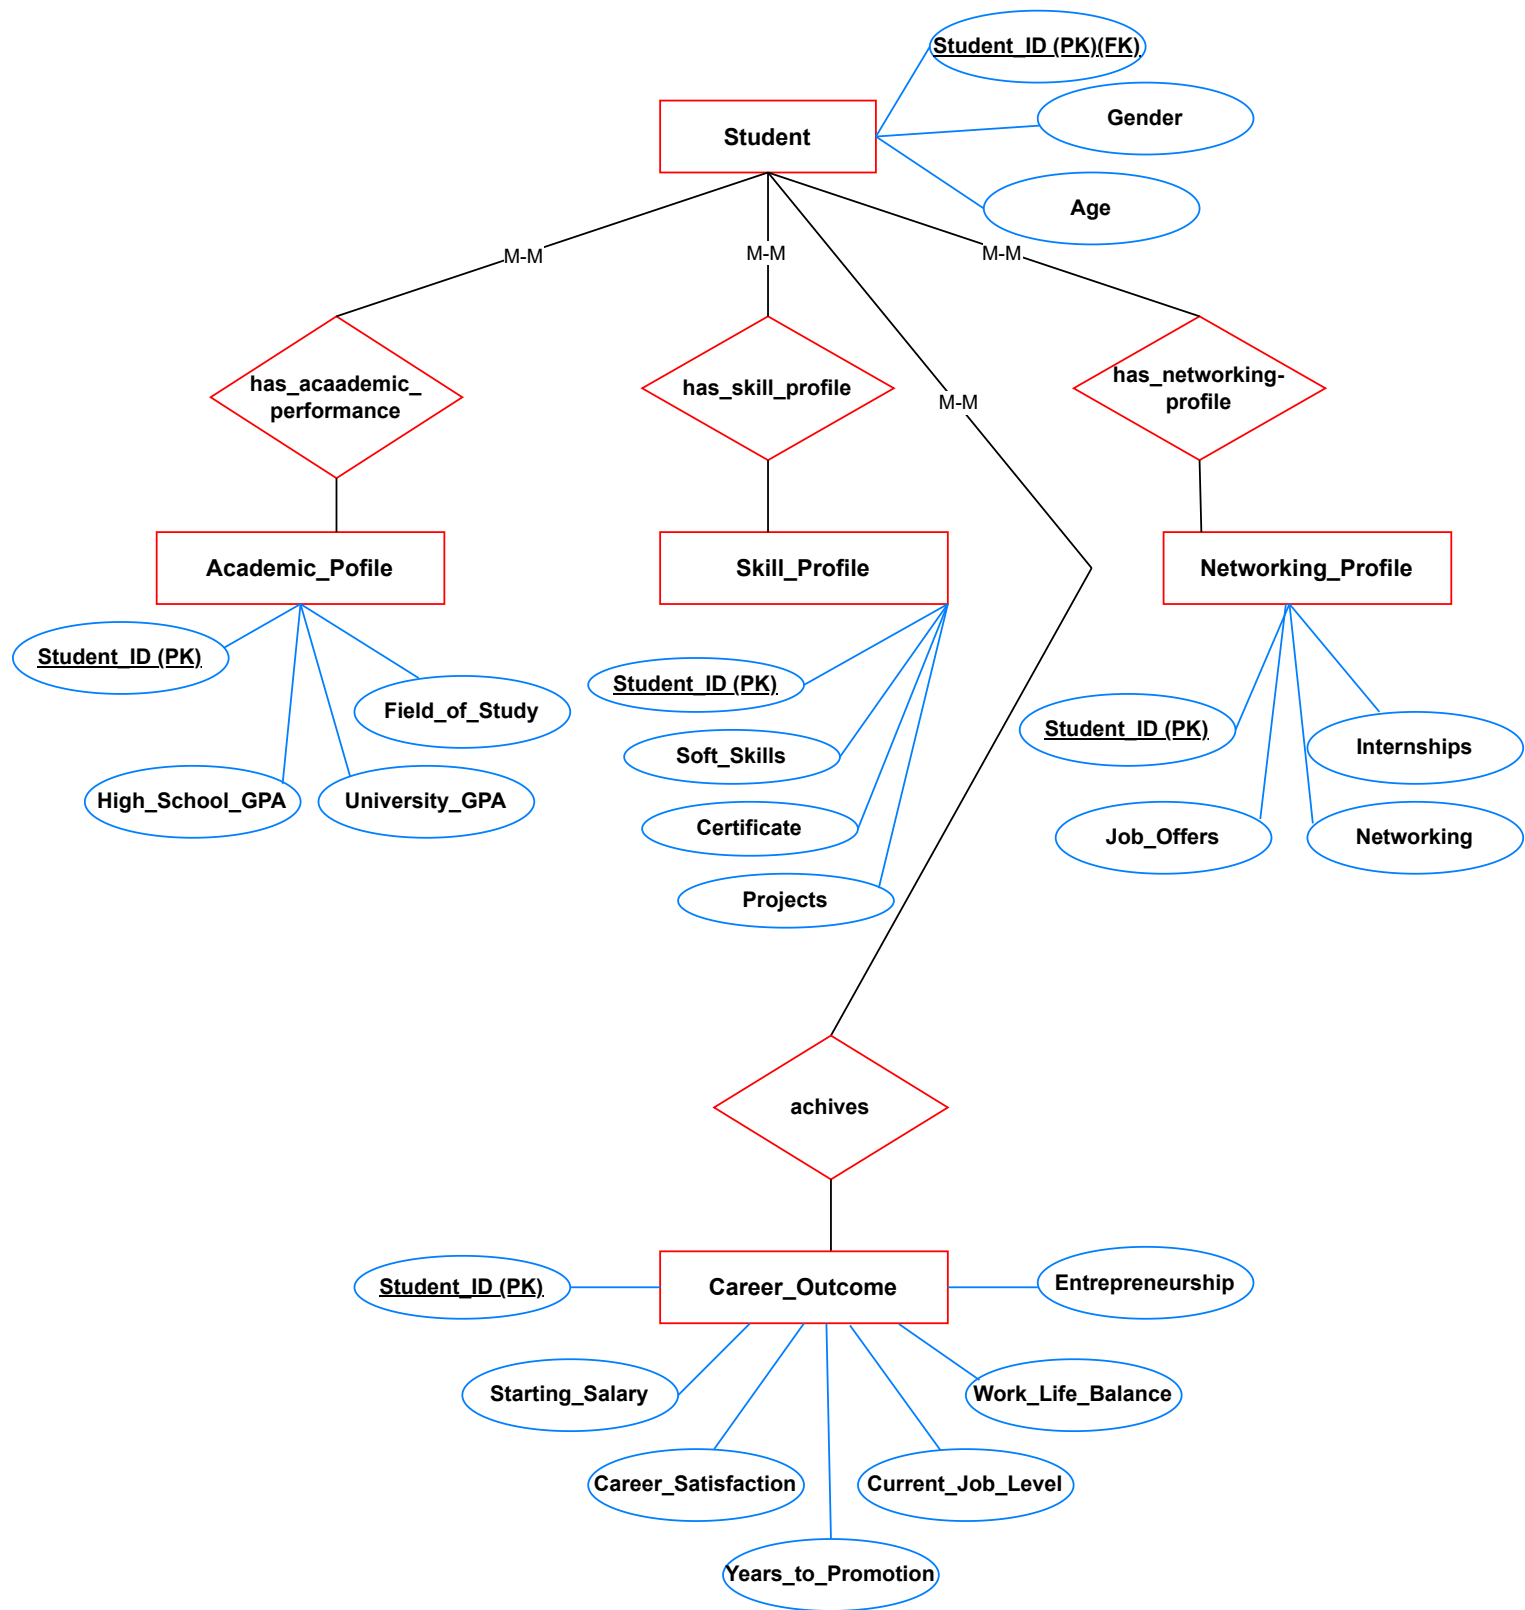 Student_ID (PK)(FK)
Student
Gender
Age
M-M
M-M
M-M
has_acaademic_
performance
has_skill_profile
has_networking-
profile
M-M
Academic_Pofile
Skill_Profile
Networking_Profile
Student_ID (PK)
Field_of_Study
High_School_GPA
University_GPA
Student_ID (PK)
Soft_Skills
Certificate
Projects
Student_ID (PK)
Internships
Job_Offers
Networking
achives
Student_ID (PK)
Career_Outcome
Entrepreneurship
Starting_Salary
Work_Life_Balance
Career_Satisfaction
Current_Job_Level
Years_to_Promotion